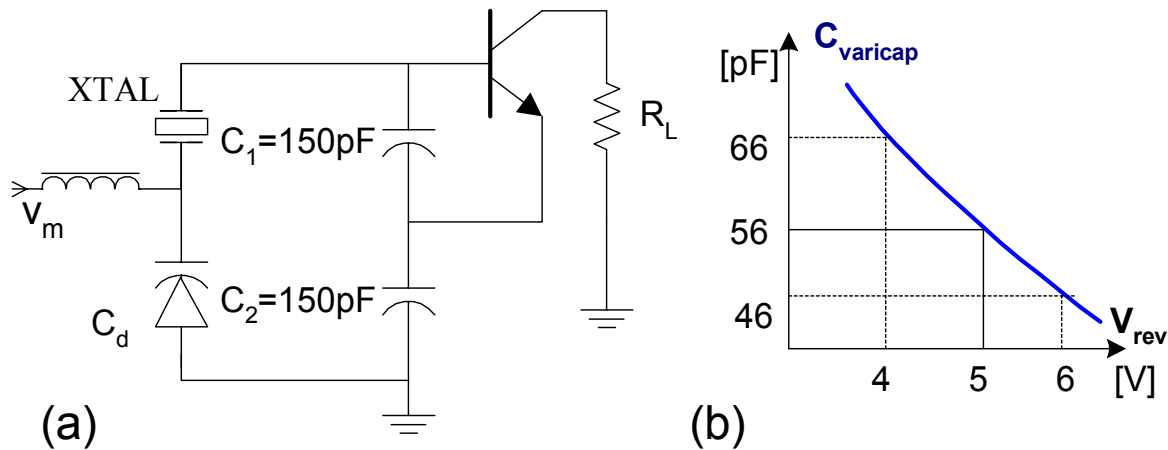 XTAL
C1=150pF
vm
Cd
C2=150pF
RL
(a)
Cvaricap
[pF]
66
56
46
4
5
6
Vrev
[V]
(b)